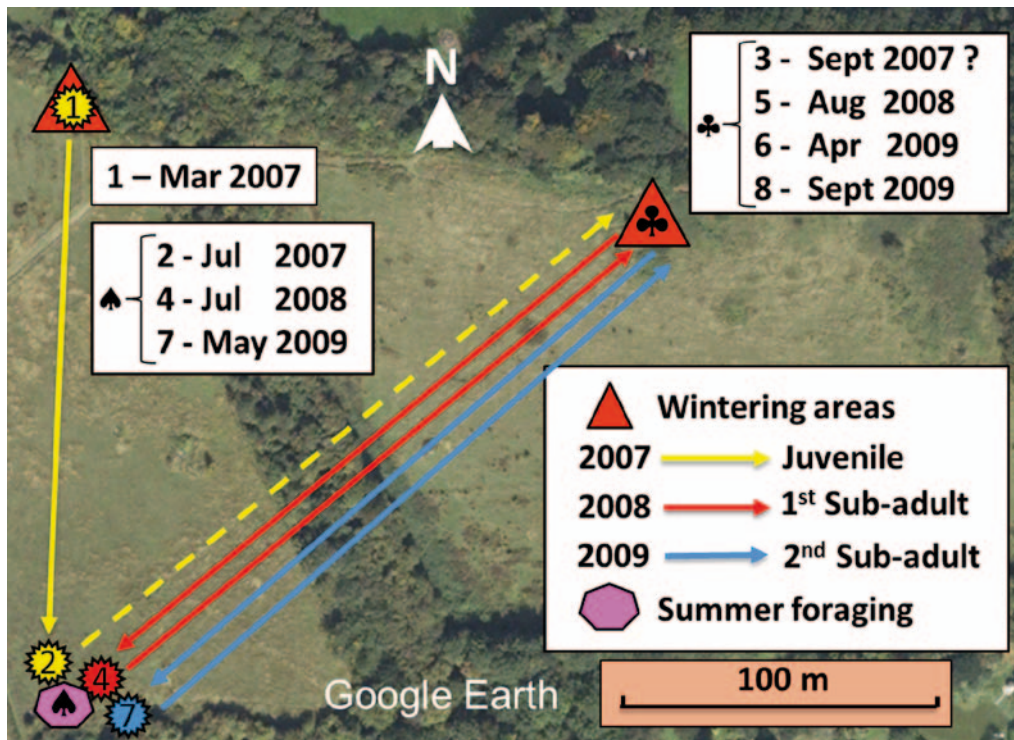 1
N
3 - Sept 2007 ?
5 - Aug 2008
♣
6 - Apr 2009
8 - Sept 2009
1 – Mar 2007
2 - Jul 2007
♠ 4 - Jul 2008
7 - May 2009
♣
Wintering areas
2007 Juvenile
2008 1st Sub-adult
2009 2nd Sub-adult
Summer foraging
2
4
♠
7
Google Earth
100 m